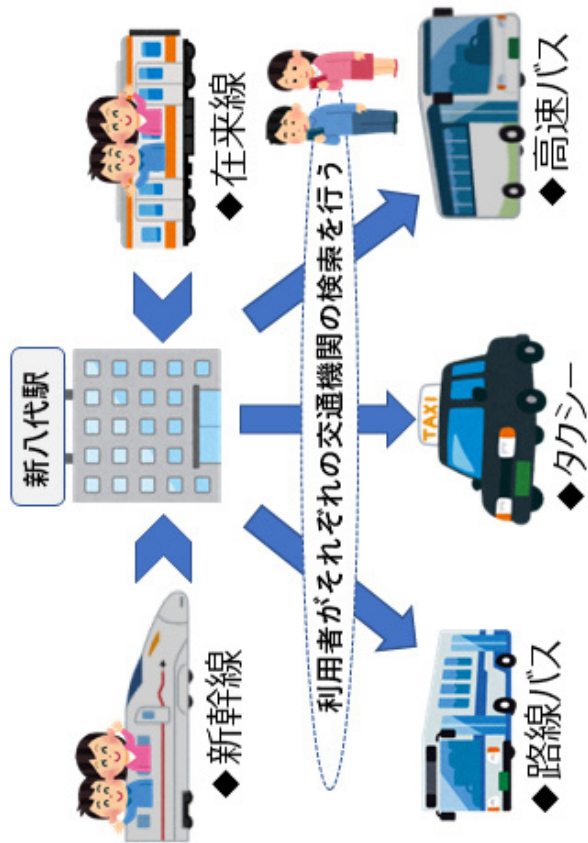 新八代駅
◆新幹線
◆在来線
利用者がそれぞれの交通機関の検索を行う
TAXI
◆路線バス
◆タクシー
◆高速バス